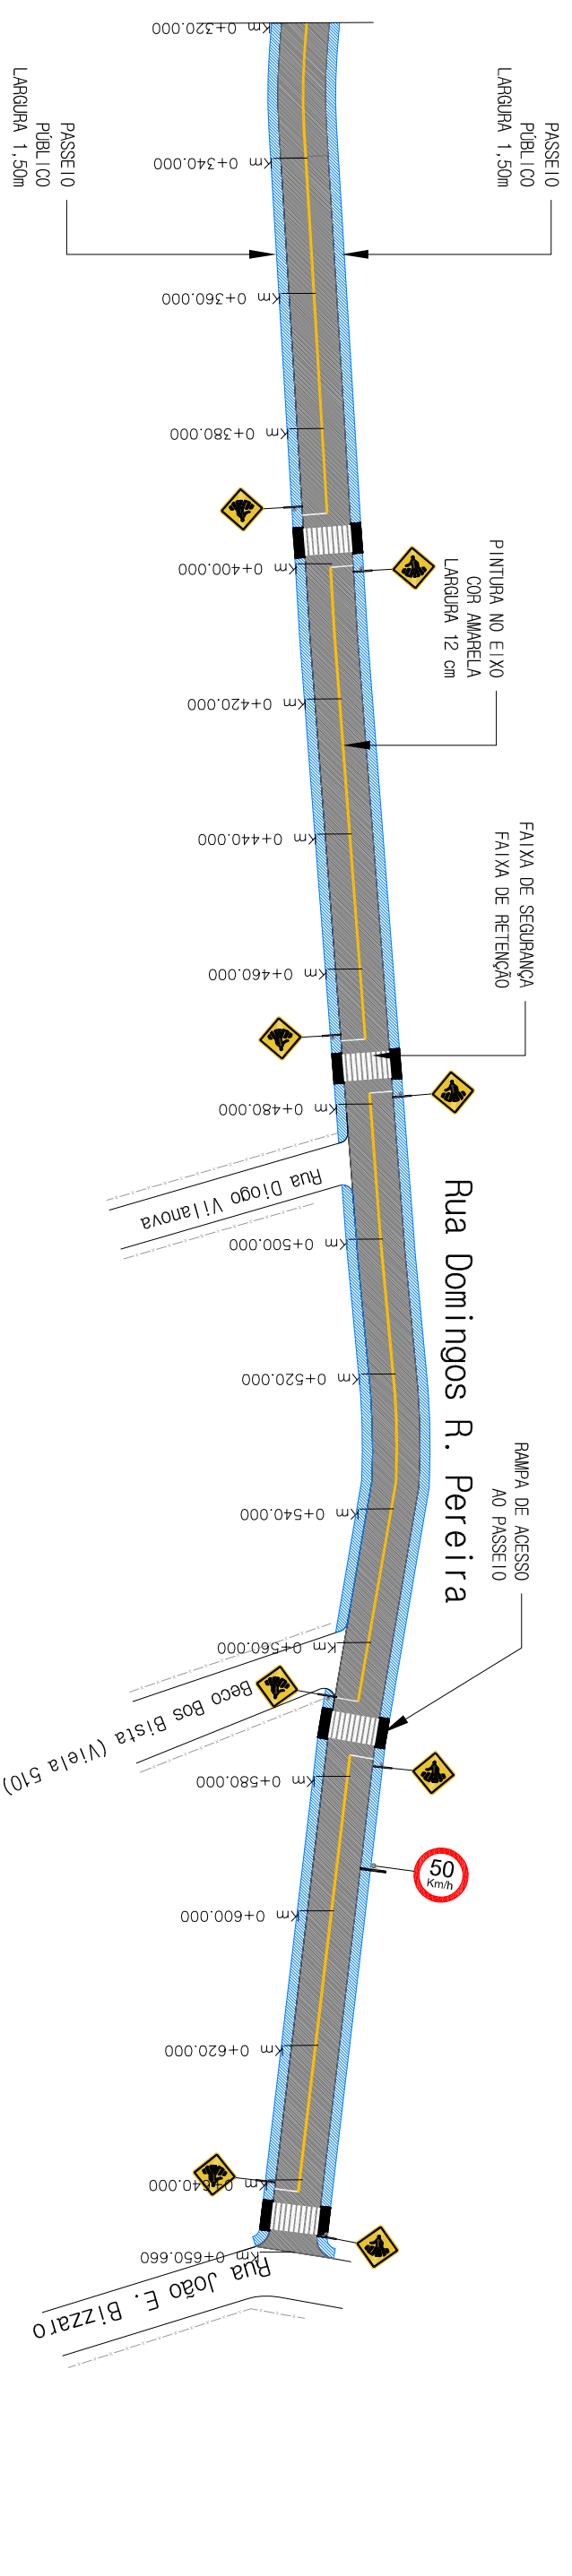 Km 0+320.000
PASSEIO
PÚBLICO
LARGURA 1,50m
PASSEIO
PÚBLICO
LARGURA 1,50m
Km 0+340.000
Km 0+360.000
Km 0+380.000
Km 0+400.000
PINTURA NO EIXO
COR AMARELA
LARGURA 12 cm
Km 0+420.000
Km 0+440.000
FAIXA DE SEGURANÇA
FAIXA DE RETENÇÃO
Km 0+460.000
Km 0+480.000
Rua Diogo Vilanova
Rua Domingos R. Pereira
Km 0+500.000
Km 0+520.000
RAMPA DE ACESSO
AO PASSEIO
Km 0+540.000
Km 0+560.000
Beco Bos Bista (Viela 510)
Km 0+580.000
50
Km/h
Km 0+600.000
Km 0+620.000
Km 0+640.000
Km 0+650.660
Rua João E. Bizzaro